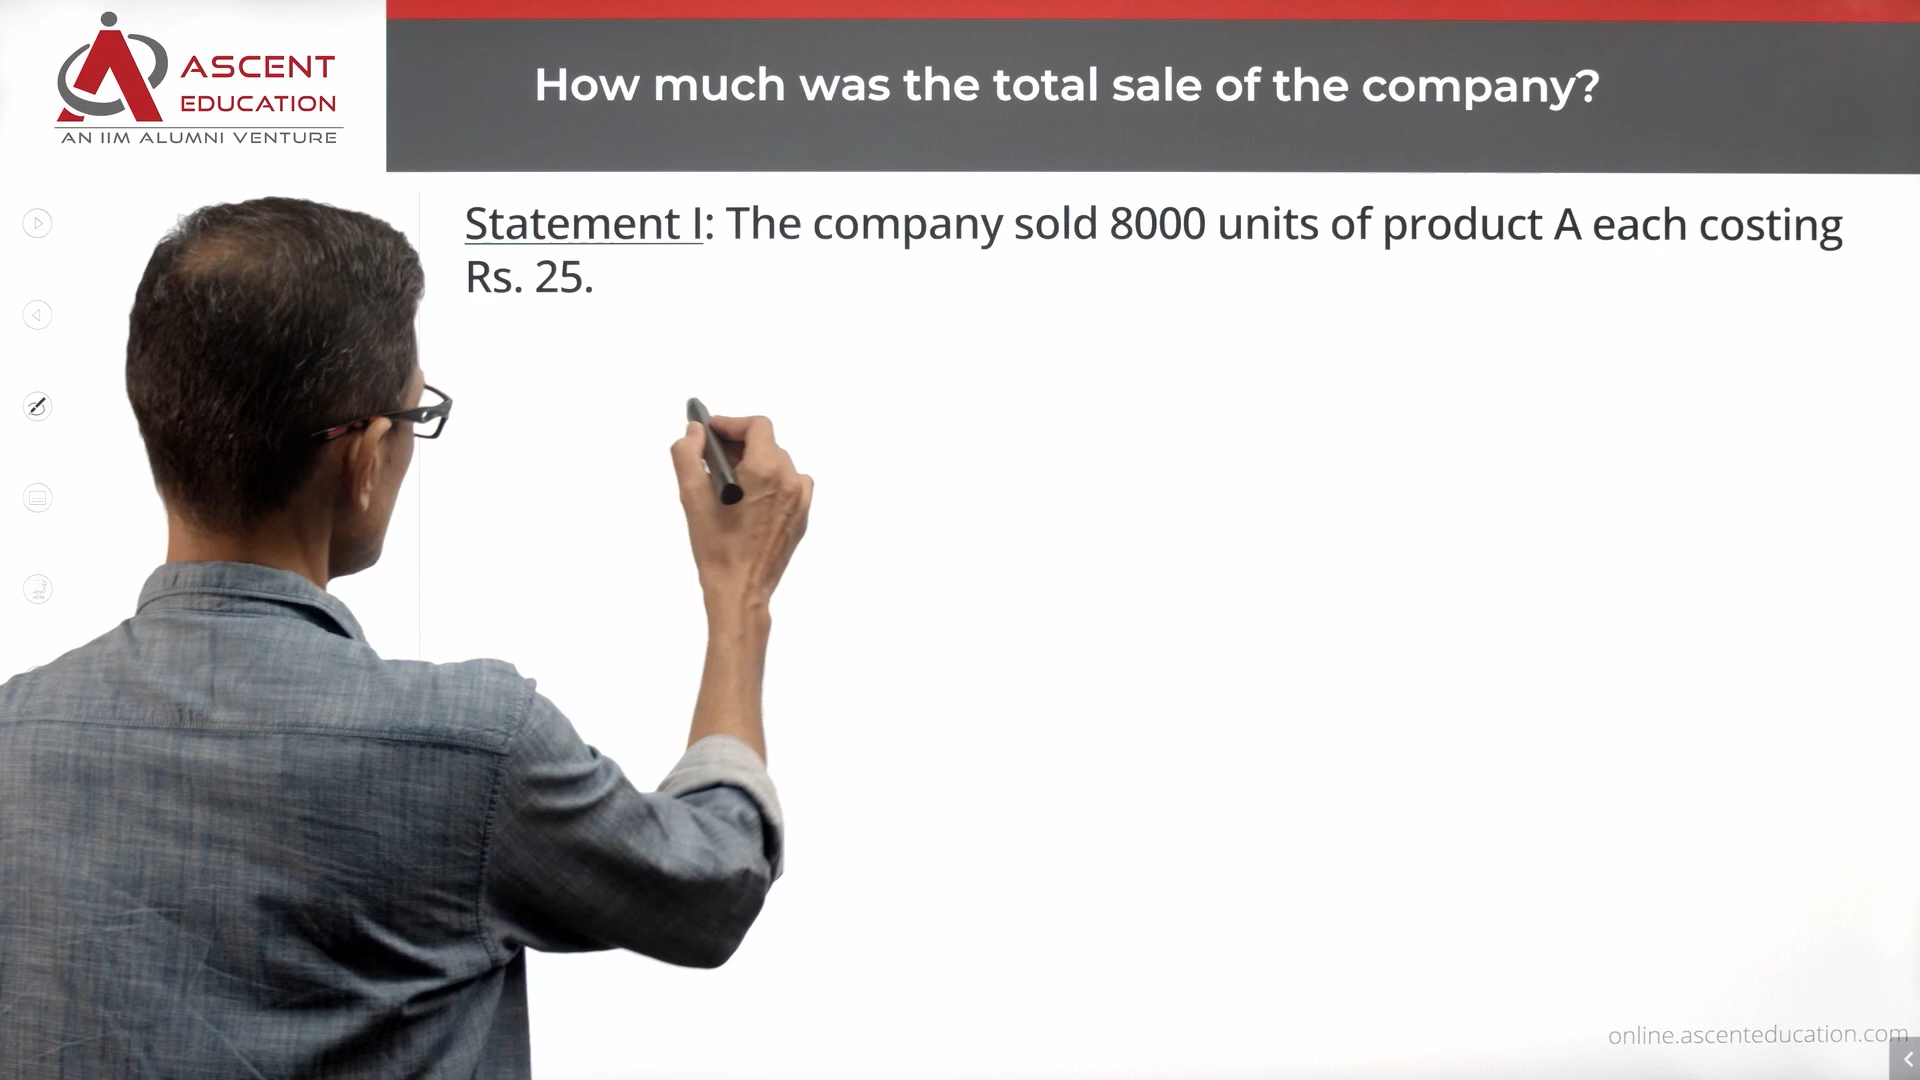 ASCENT
EDUCATION
AN IIM ALUMNI VENTURE
How much was the total sale of the company?
Statement I: The company sold 8000 units of product A each costing
Rs. 25.
online.ascenteducation.com